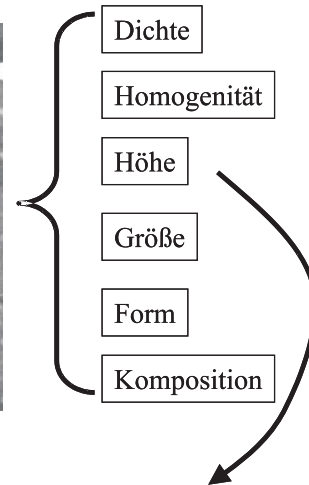 Dichte
Homogenität
Höhe
Größe
Form
Komposition